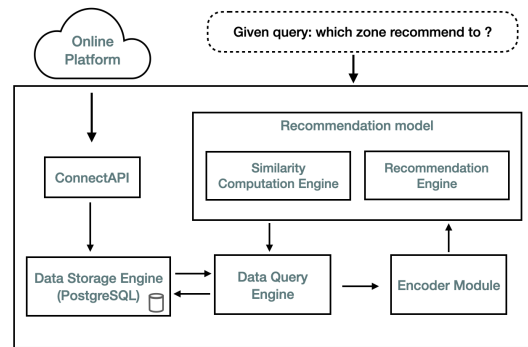 Online
Platform
Given query: which zone recommend to ?
Recommendation model
Similarity
Computation Engine
Recommendation
Engine
ConnectAPI
Data Storage Engine
(PostgreSQL)
Data Query
Engine
Encoder Module